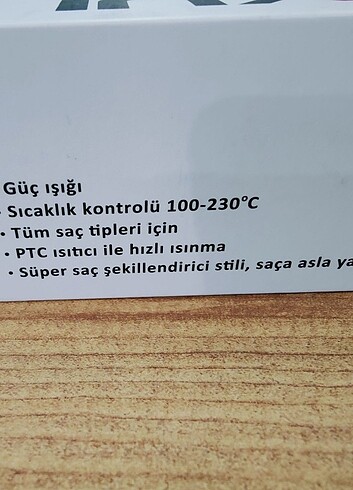 Güç ışığı
• Sıcaklık kontrolü 100-230°C
• Tüm saç tipleri için
• PTC ısıtıcı ile hızlı ısınma
• Süper saç şekillendirici stili, saça asla